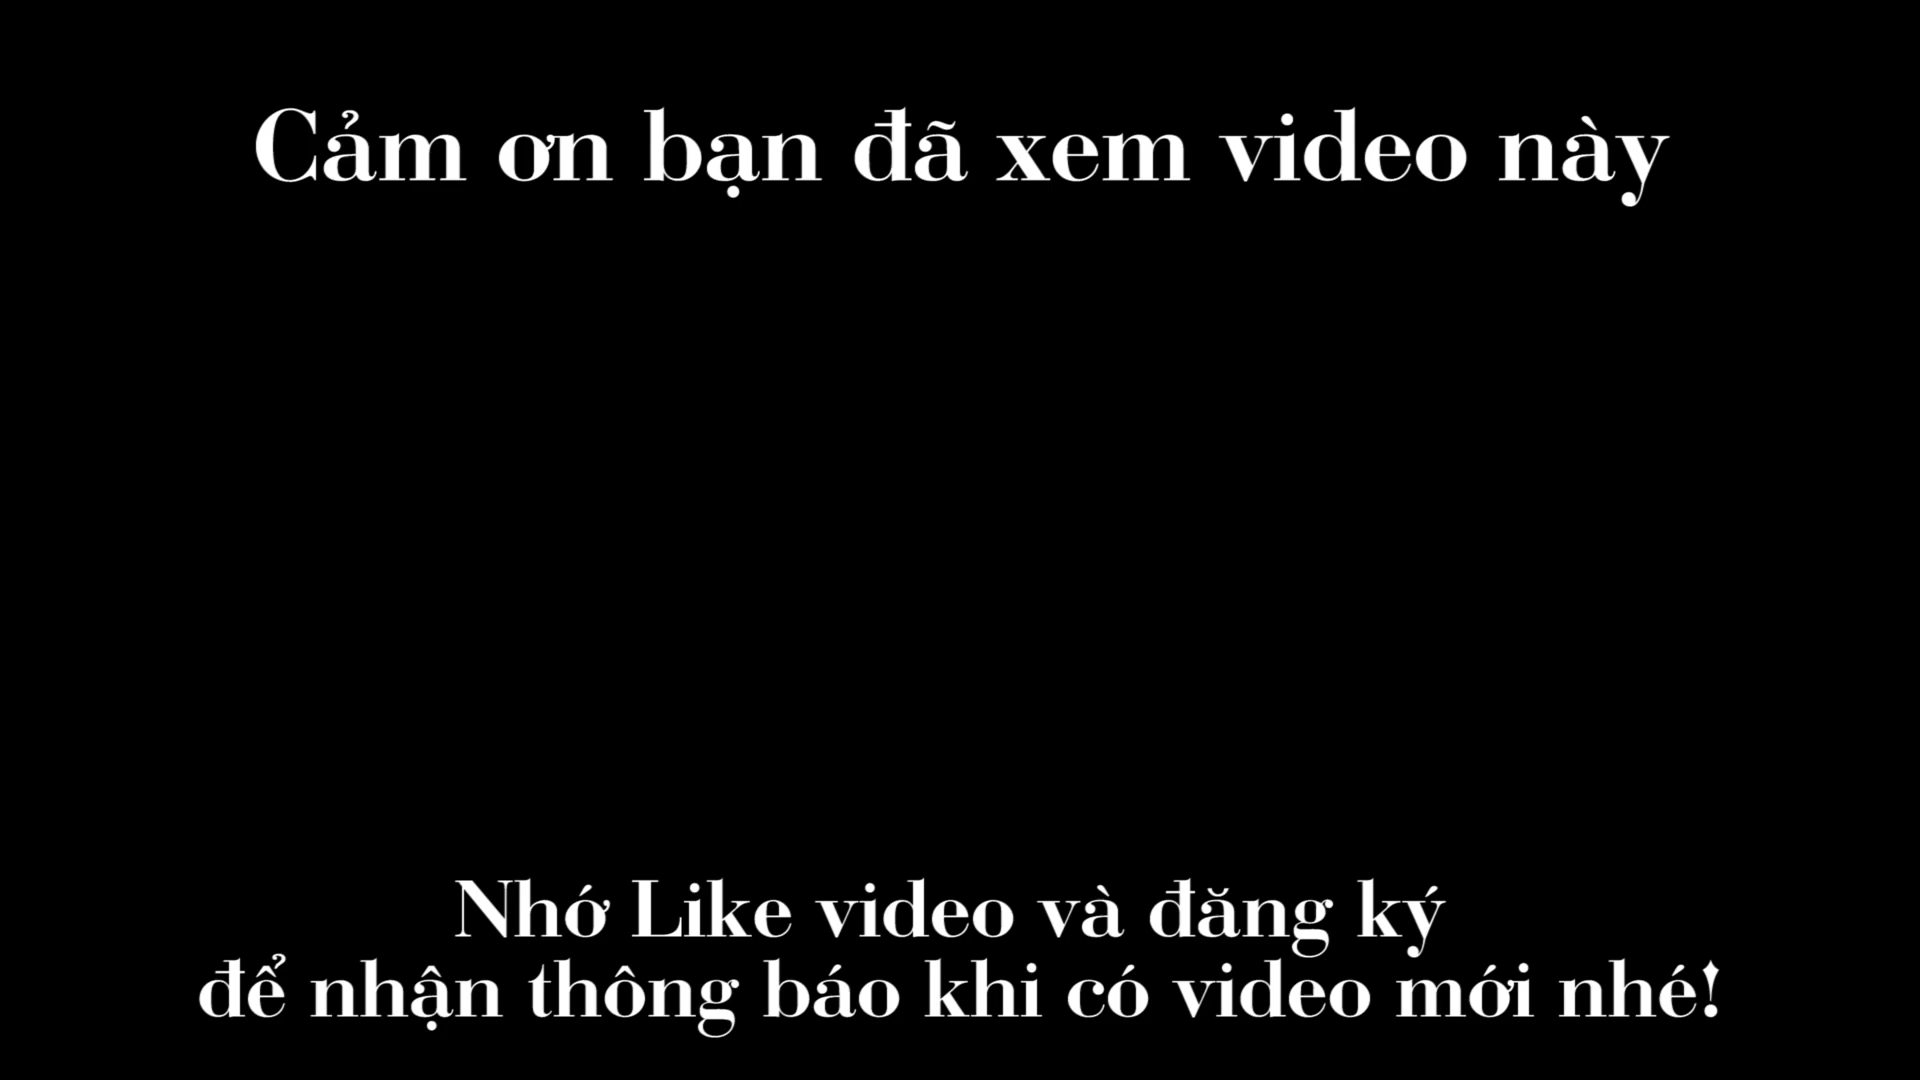 Cảm ơn bạn đã xem video này
Nhớ Like video và đăng ký
để nhận thông báo khi có video mới nhé!